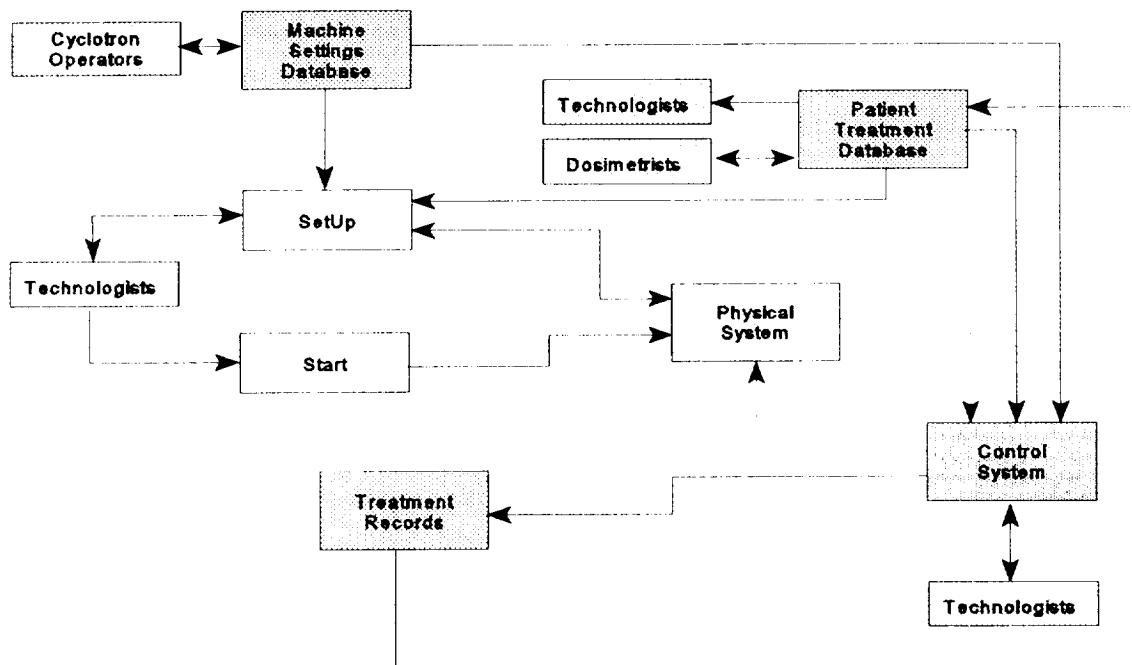 Cyclotron
Operators
Machine
Settings
Database
Technologists
Patient
Treatment
Database
Dosimetrists
SetUp
Technologists
Physical
System
Start
Control
System
Treatment
Records
Technologists